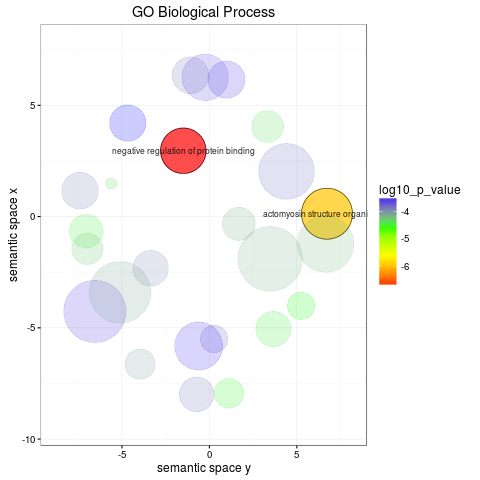 GO Biological Process
semantic space x
5
0
-5
-10
negative regulation of protein binding
actomyosin structure organi
-5
0
5
semantic space y
log10_p_value
-4
-5
-6